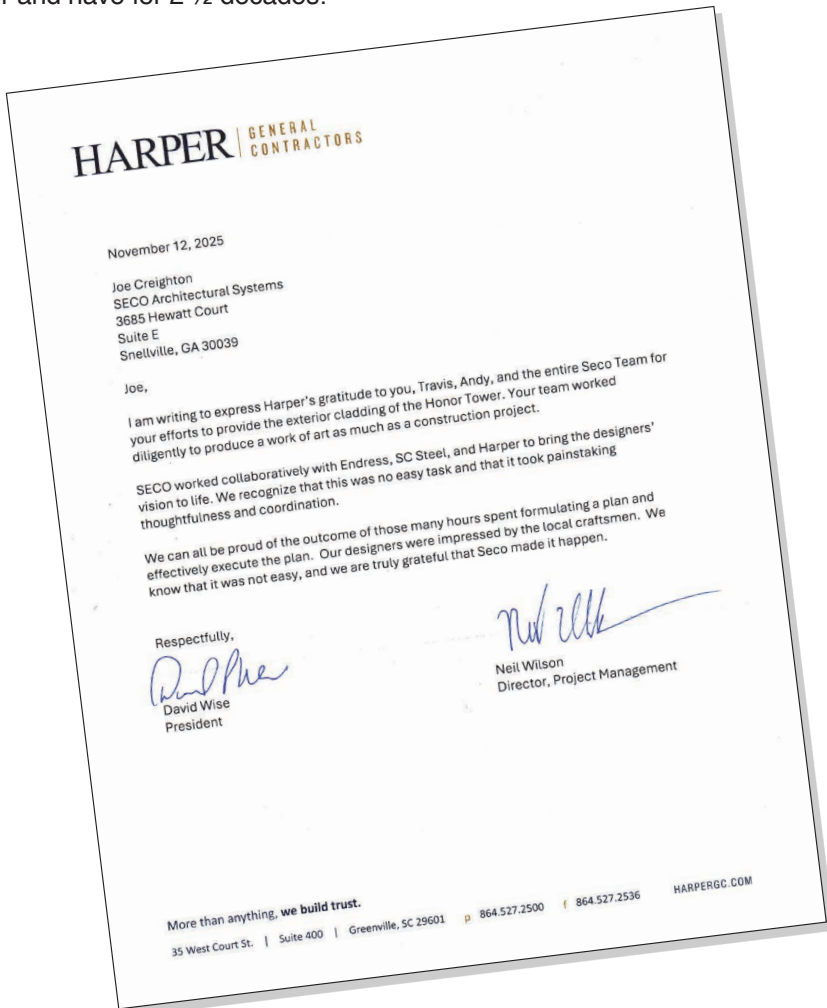 and have for 2 ½ decades.
HARPER
GENERAL
CONTRACTORS
November 12, 2025
Joe Creighton
SECO Architectural Systems
3685 Hewatt Court
Suite E
Snellville, GA 30039
Joe,
I am writing to express Harper's gratitude to you, Travis, Andy, and the entire Seco Team for
your efforts to provide the exterior cladding of the Honor Tower. Your team worked
diligently to produce a work of art as much as a construction project.
SECO worked collaboratively with Endress, SC Steel, and Harper to bring the designers'
vision to life. We recognize that this was no easy task and that it took painstaking
thoughtfulness and coordination.
We can all be proud of the outcome of those many hours spent formulating a plan and
effectively execute the plan. Our designers were impressed by the local craftsmen. We
know that it was not easy, and we are truly grateful that Seco made it happen.
Respectfully,
David Wise
President
Neil Wilson
Director, Project Management
More than anything, we build trust.
35 West Court St. | Suite 400 | Greenville, SC 29601 p 864.527.2500 f 864.527.2536 HARPERGC.COM